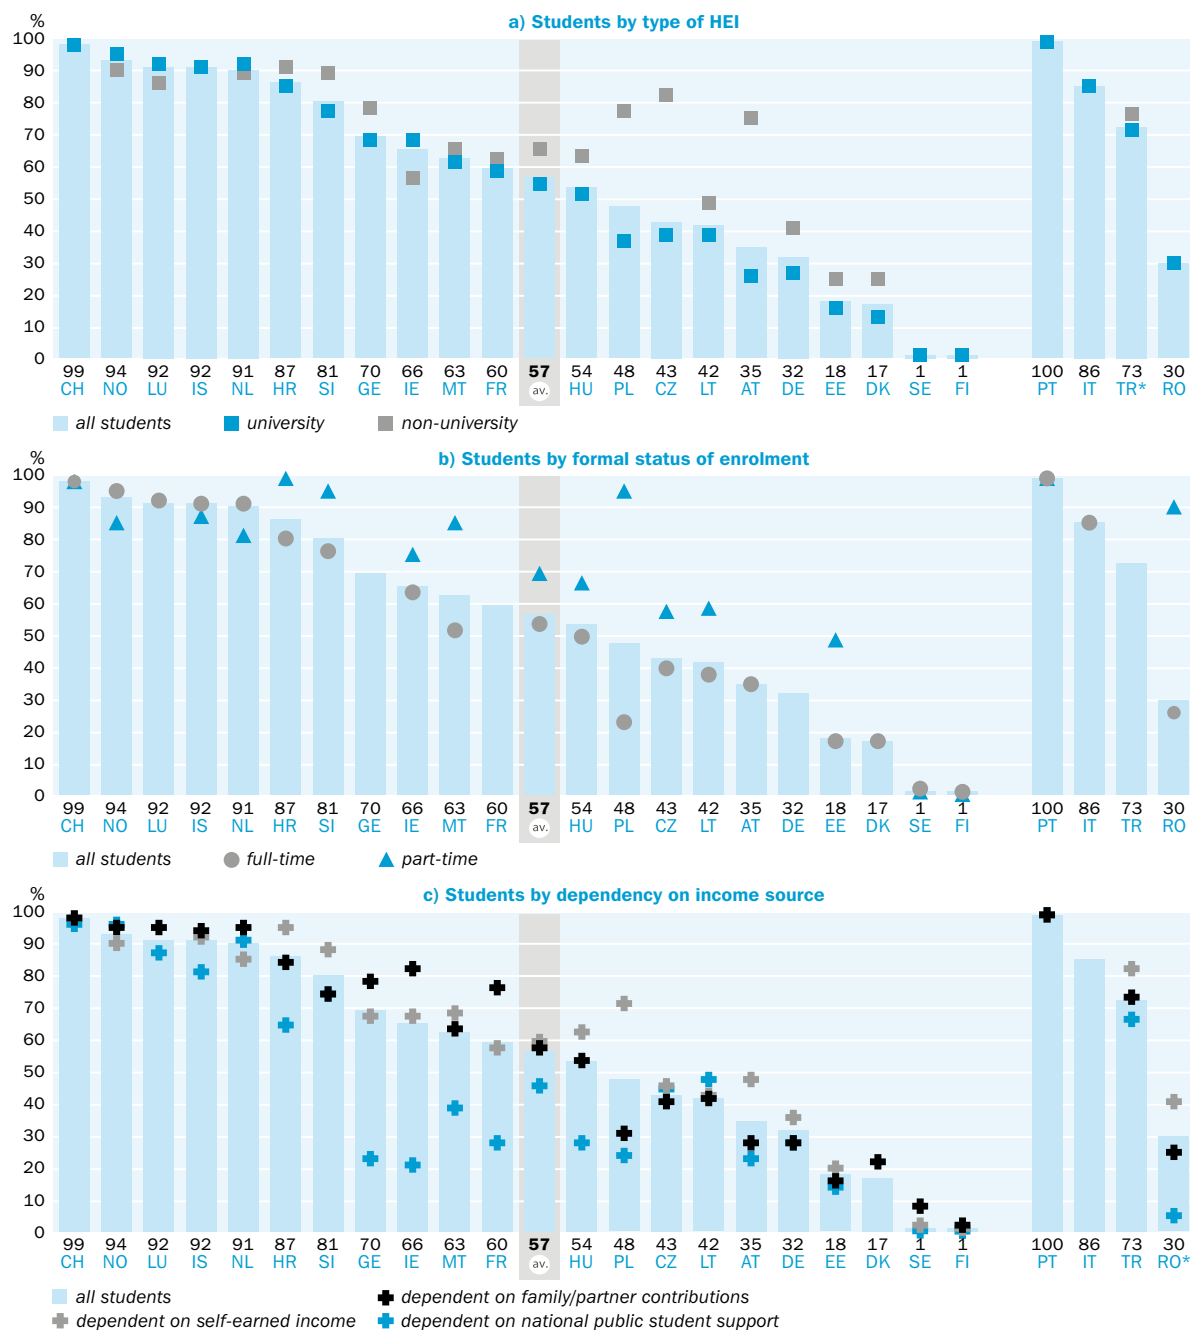 a) Students by type of HEI
%
100
90
80
70
60
50
40
30
20
10
0
99 94 92 92 91 87 81 70 66 63 60 57 54 48 43 42 35 32 18 17 1 1 100 86 73 30
CH NO LU IS NL HR SI GE IE MT FR av. HU PL CZ LT AT DE EE DK SE FI PT IT TR* RO
all students university non-university
b) Students by formal status of enrolment
%
100
90
80
70
60
50
40
30
20
10
0
99 94 92 92 91 87 81 70 66 63 60 57 54 48 43 42 35 32 18 17 1 1 100 86 73 30
CH NO LU IS NL HR SI GE IE MT FR av. HU PL CZ LT AT DE EE DK SE FI PT IT TR RO
all students full-time part-time
c) Students by dependency on income source
%
100
90
80
70
60
50
40
30
20
10
0
99 94 92 92 91 87 81 70 66 63 60 57 54 48 43 42 35 32 18 17 1 1 100 86 73 30
CH NO LU IS NL HR SI GE IE MT FR av. HU PL CZ LT AT DE EE DK SE FI PT IT TR RO*
all students dependent on family/partner contributions
dependent on self-earned income dependent on national public student support